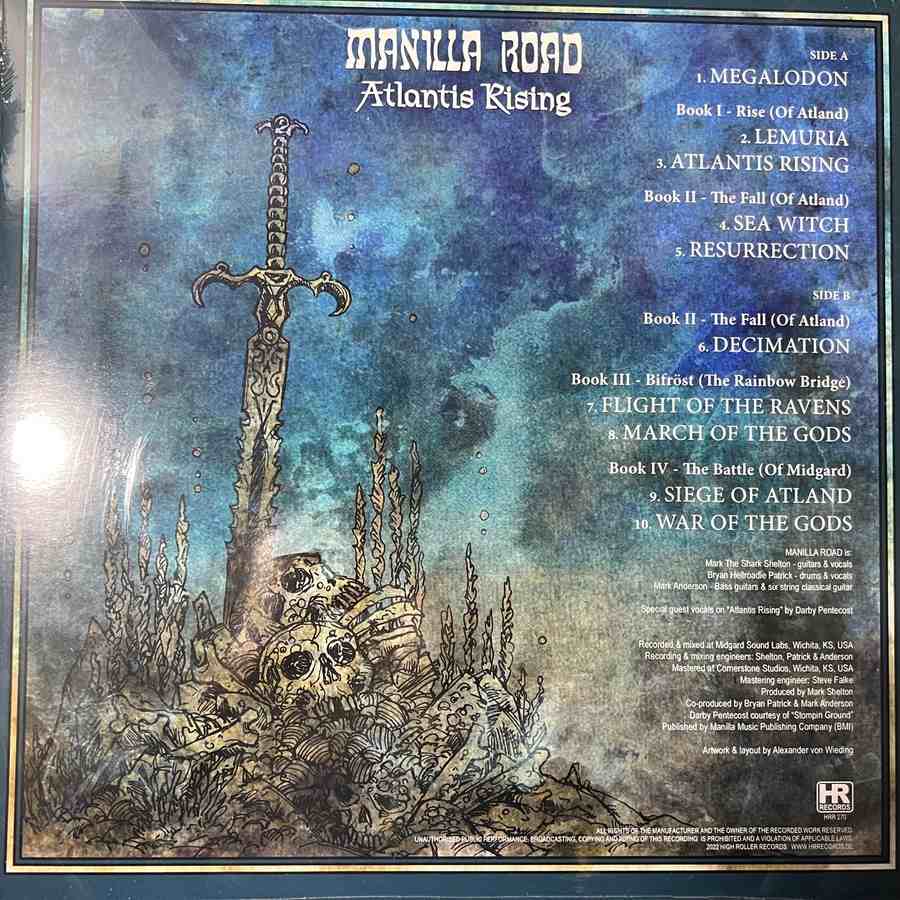 MANILLA ROAD
Atlantis Rising
SIDE A
1. MEGALODON
Book I - Rise (Of Atland)
2. LEMURIA
3. ATLANTIS RISING
Book II - The Fall (Of Atland)
4. SEA WITCH
5. RESURRECTION
SIDE B
Book II - The Fall (Of Atland)
6. DECIMATION
Book III - Bifröst (The Rainbow Bridge)
7. FLIGHT OF THE RAVENS
8. MARCH OF THE GODS
Book IV - The Battle (Of Midgard)
9. SIEGE OF ATLAND
10. WAR OF THE GODS
MANILLA ROAD is:
Mark The Shark Shelton - guitars & vocals
Bryan Hellroadie Patrick - drums & vocals
Mark Anderson - Bass guitars & six string classical guitar
Special guest vocals on "Atlantis Rising" by Darby Pentecost
Recorded & mixed at Midgard Sound Labs, Wichita, KS, USA
Recording & mixing engineers: Shelton, Patrick & Anderson
Mastered at Cornerstone Studios, Wichita, KS, USA
Mastering engineer: Steve Falke
Produced by Mark Shelton
Co-produced by Bryan Patrick & Mark Anderson
Darby Pentecost courtesy of "Stompin Ground"
Published by Manilla Music Publishing Company (BMI)
Artwork & layout by Alexander von Wieding
HR
RECORDS
HRR 270
ALL RIGHTS OF THE MANUFACTURER AND THE OWNER OF THE RECORDED WORK RESERVED.
UNAUTHORISED PUBLIC PERFORMANCE, BROADCASTING, COPYING AND HIRING OF THIS RECORDING IS PROHIBITED AND A VIOLATION OF APPLICABLE LAWS.
2022 HIGH ROLLER RECORDS WWW.HRRECORDS.DE